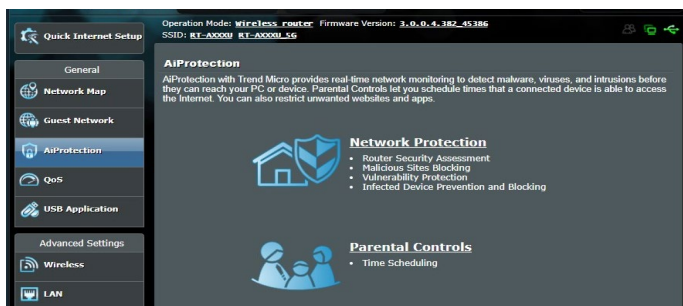 Quick Internet Setup
General
Network Map
Guest Network
AiProtection
QoS
USB Application
Advanced Settings
Wireless
LAN
Operation Mode: Wireless router Firmware Version: 3.0.0.4.382_45386
SSID: RT-AXXXU RT-AXXXU_5G
AiProtection
AiProtection with Trend Micro provides real-time network monitoring to detect malware, viruses, and intrusions before
they can reach your PC or device. Parental Controls let you schedule times that a connected device is able to access
the Internet. You can also restrict unwanted websites and apps.
Network Protection
• Router Security Assessment
• Malicious Sites Blocking
• Vulnerability Protection
• Infected Device Prevention and Blocking
Parental Controls
• Time Scheduling